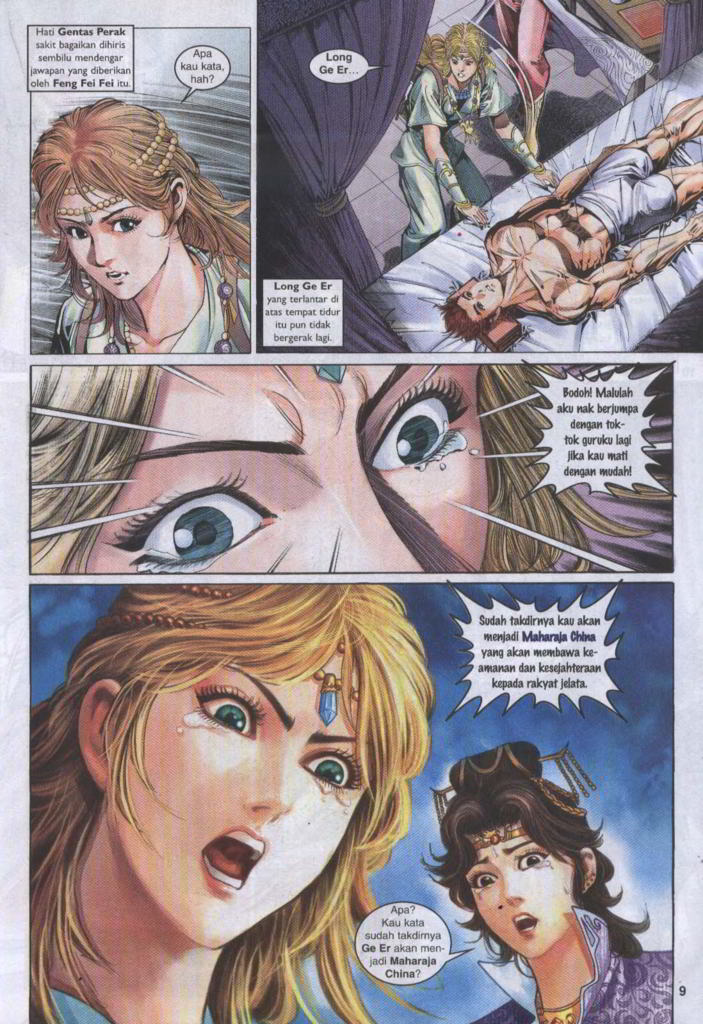 Hati Gentas Perak
sakit bagaikan dihiris
sembilu mendengar
jawapan yang diberikan
oleh Feng Fei Fei itu.
Apa
kau kata,
hah?
Long
Ge Er...
Long Ge Er
yang terlantar di
atas tempat tidur
itu pun tidak
bergerak lagi.
Bodoh! Malulah
aku nak berjumpa
dengan tok-
tok guruku lagi
jika kau mati
dengan mudah!
Sudah takdirnya kau akan
menjadi Maharaja China
yang akan membawa ke-
amanan dan kesejahteraan
kepada rakyat jelata.
Apa?
Kau kata
sudah takdirnya
Ge Er akan men-
jadi Maharaja
China?
9